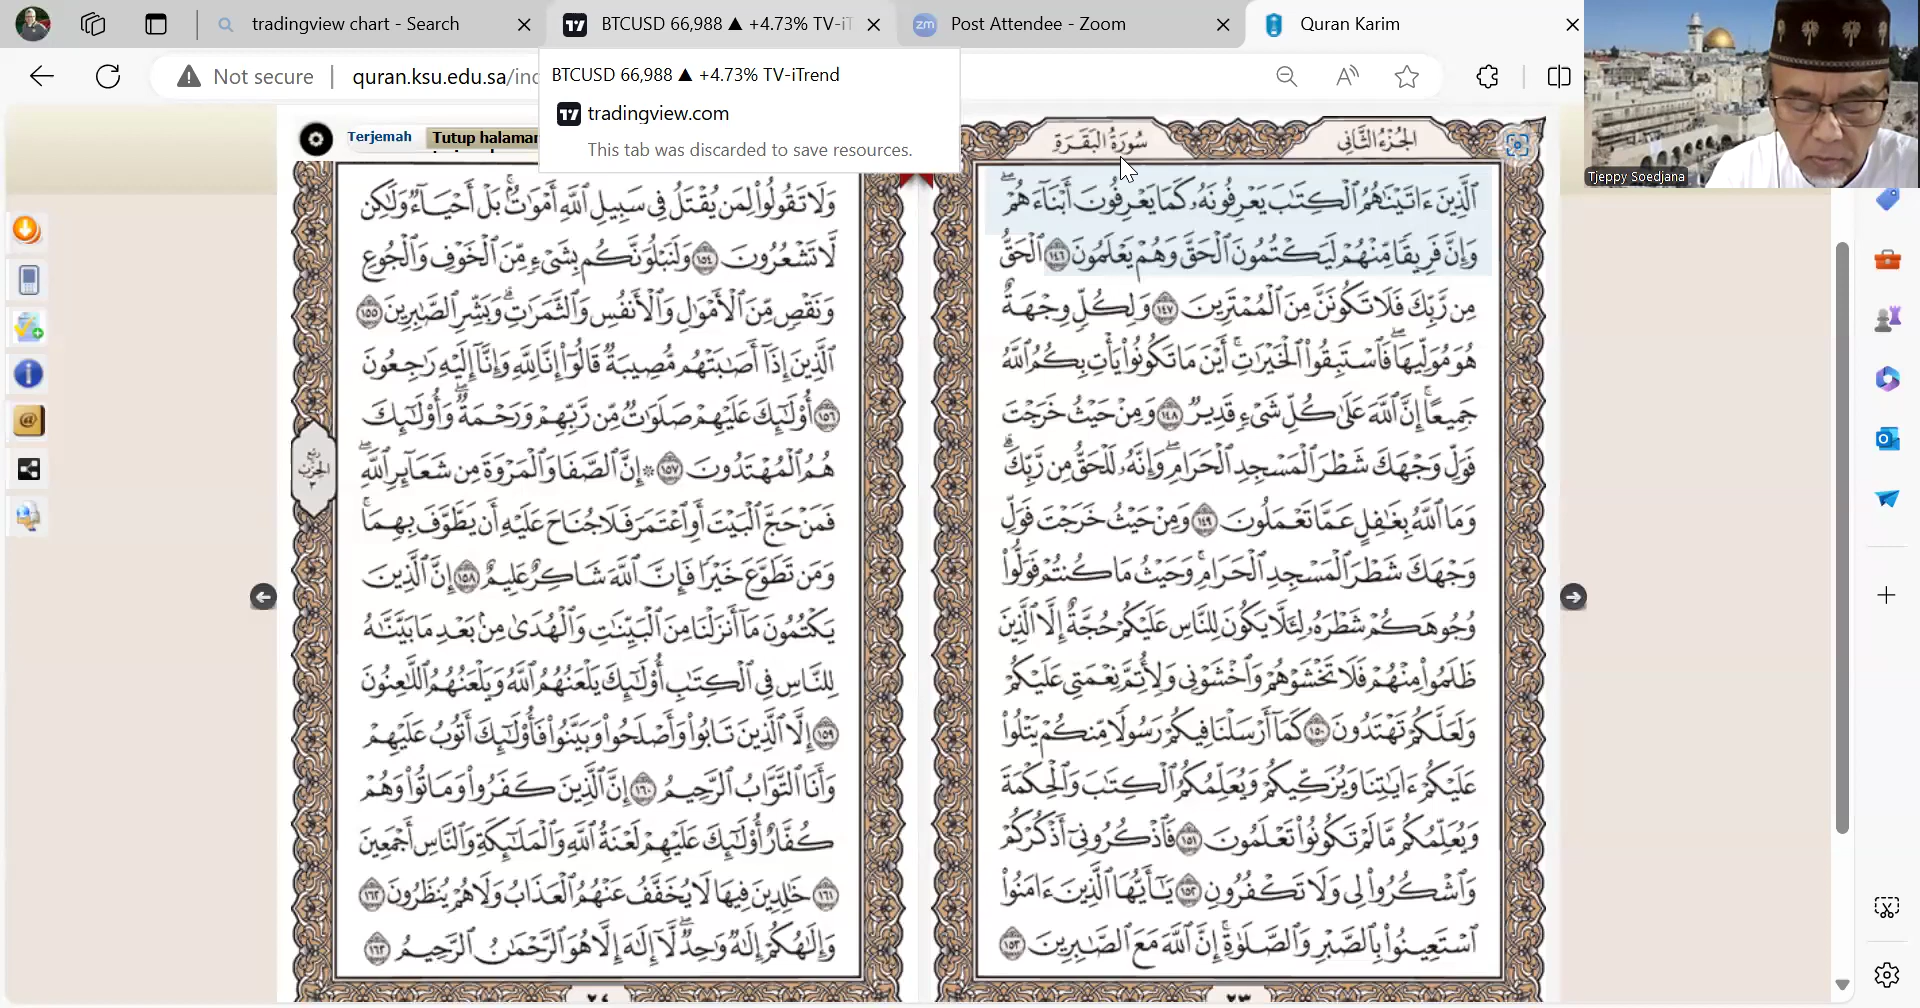 tradingview chart - Search
BTCUSD 66,988 ▲ +4.73% TV-iT
Post Attendee - Zoom
Quran Karim
Not secure
quran.ksu.edu.sa/ind
BTCUSD 66,988 ▲ +4.73% TV-iTrend
tradingview.com
This tab was discarded to save resources.
Tjeppy Soedjana
Terjemah
Tutup halaman
الجُزْءُ الثَّانِي
سُورَةُ البَقَرَةِ
ٱلَّذِينَ ءَاتَيْنَٰهُمُ ٱلْكِتَٰبَ يَعْرِفُونَهُۥ كَمَا يَعْرِفُونَ أَبْنَآءَهُمْ ۖ
وَإِنَّ فَرِيقًا مِّنْهُمْ لَيَكْتُمُونَ ٱلْحَقَّ وَهُمْ يَعْلَمُونَ ١٤٦ ٱلْحَقُّ
مِن رَّبِّكَ فَلَا تَكُونَنَّ مِنَ ٱلْمُمْتَرِينَ ١٤٧ وَلِكُلٍّ وِجْهَةٌ
هُوَ مُوَلِّيهَا ۖ فَٱسْتَبِقُوا۟ ٱلْخَيْرَٰتِ ۚ أَيْنَ مَا تَكُونُوا۟ يَأْتِ بِكُمُ ٱللَّهُ
جَمِيعًا ۚ إِنَّ ٱللَّهَ عَلَىٰ كُلِّ شَىْءٍ قَدِيرٌ ١٤٨ وَمِنْ حَيْثُ خَرَجْتَ
فَوَلِّ وَجْهَكَ شَطْرَ ٱلْمَسْجِدِ ٱلْحَرَامِ ۖ وَإِنَّهُۥ لَلْحَقُّ مِن رَّبِّكَ ۗ
وَمَا ٱللَّهُ بِغَٰفِلٍ عَمَّا تَعْمَلُونَ ١٤٩ وَمِنْ حَيْثُ خَرَجْتَ فَوَلِّ
وَجْهَكَ شَطْرَ ٱلْمَسْجِدِ ٱلْحَرَامِ ۚ وَحَيْثُ مَا كُنتُمْ فَوَلُّوا۟
وُجُوهَكُمْ شَطْرَهُۥ لِئَلَّا يَكُونَ لِلنَّاسِ عَلَيْكُمْ حُجَّةٌ إِلَّا ٱلَّذِينَ
ظَلَمُوا۟ مِنْهُمْ فَلَا تَخْشَوْهُمْ وَٱخْشَوْنِى وَلِأُتِمَّ نِعْمَتِى عَلَيْكُمْ
وَلَعَلَّكُمْ تَهْتَدُونَ ١٥٠ كَمَآ أَرْسَلْنَا فِيكُمْ رَسُولًا مِّنكُمْ يَتْلُوا۟
عَلَيْكُمْ ءَايَٰتِنَا وَيُزَكِّيكُمْ وَيُعَلِّمُكُمُ ٱلْكِتَٰبَ وَٱلْحِكْمَةَ
وَيُعَلِّمُكُم مَّا لَمْ تَكُونُوا۟ تَعْلَمُونَ ١٥١ فَٱذْكُرُونِىٓ أَذْكُرْكُمْ
وَٱشْكُرُوا۟ لِى وَلَا تَكْفُرُونِ ١٥٢ يَٰٓأَيُّهَا ٱلَّذِينَ ءَامَنُوا۟
ٱسْتَعِينُوا۟ بِٱلصَّبْرِ وَٱلصَّلَوٰةِ ۚ إِنَّ ٱللَّهَ مَعَ ٱلصَّٰبِرِينَ ١٥٣
٢٣
وَلَا تَقُولُوا۟ لِمَن يُقْتَلُ فِى سَبِيلِ ٱللَّهِ أَمْوَٰتٌۢ ۚ بَلْ أَحْيَآءٌ وَلَٰكِن
لَّا تَشْعُرُونَ ١٥٤ وَلَنَبْلُوَنَّكُم بِشَىْءٍ مِّنَ ٱلْخَوْفِ وَٱلْجُوعِ
وَنَقْصٍ مِّنَ ٱلْأَمْوَٰلِ وَٱلْأَنفُسِ وَٱلثَّمَرَٰتِ ۗ وَبَشِّرِ ٱلصَّٰبِرِينَ ١٥٥
ٱلَّذِينَ إِذَآ أَصَٰبَتْهُم مُّصِيبَةٌ قَالُوٓا۟ إِنَّا لِلَّهِ وَإِنَّآ إِلَيْهِ رَٰجِعُونَ
١٥٦ أُو۟لَٰٓئِكَ عَلَيْهِمْ صَلَوَٰتٌ مِّن رَّبِّهِمْ وَرَحْمَةٌ ۖ وَأُو۟لَٰٓئِكَ
هُمُ ٱلْمُهْتَدُونَ ١٥٧ ۞ إِنَّ ٱلصَّفَا وَٱلْمَرْوَةَ مِن شَعَآئِرِ ٱللَّهِ ۖ
فَمَنْ حَجَّ ٱلْبَيْتَ أَوِ ٱعْتَمَرَ فَلَا جُنَاحَ عَلَيْهِ أَن يَطَّوَّفَ بِهِمَا ۚ
وَمَن تَطَوَّعَ خَيْرًا فَإِنَّ ٱللَّهَ شَاكِرٌ عَلِيمٌ ١٥٨ إِنَّ ٱلَّذِينَ
يَكْتُمُونَ مَآ أَنزَلْنَا مِنَ ٱلْبَيِّنَٰتِ وَٱلْهُدَىٰ مِنۢ بَعْدِ مَا بَيَّنَّٰهُ
لِلنَّاسِ فِى ٱلْكِتَٰبِ أُو۟لَٰٓئِكَ يَلْعَنُهُمُ ٱللَّهُ وَيَلْعَنُهُمُ ٱللَّٰعِنُونَ
١٥٩ إِلَّا ٱلَّذِينَ تَابُوا۟ وَأَصْلَحُوا۟ وَبَيَّنُوا۟ فَأُو۟لَٰٓئِكَ أَتُوبُ عَلَيْهِمْ
وَأَنَا ٱلتَّوَّابُ ٱلرَّحِيمُ ١٦٠ إِنَّ ٱلَّذِينَ كَفَرُوا۟ وَمَاتُوا۟ وَهُمْ
كُفَّارٌ أُو۟لَٰٓئِكَ عَلَيْهِمْ لَعْنَةُ ٱللَّهِ وَٱلْمَلَٰٓئِكَةِ وَٱلنَّاسِ أَجْمَعِينَ
١٦١ خَٰلِدِينَ فِيهَا لَا يُخَفَّفُ عَنْهُمُ ٱلْعَذَابُ وَلَا هُمْ يُنظَرُونَ ١٦٢
وَإِلَٰهُكُمْ إِلَٰهٌ وَٰحِدٌ ۖ لَّآ إِلَٰهَ إِلَّا هُوَ ٱلرَّحْمَٰنُ ٱلرَّحِيمُ ١٦٣
٢٤
ربع
الحزب
٣